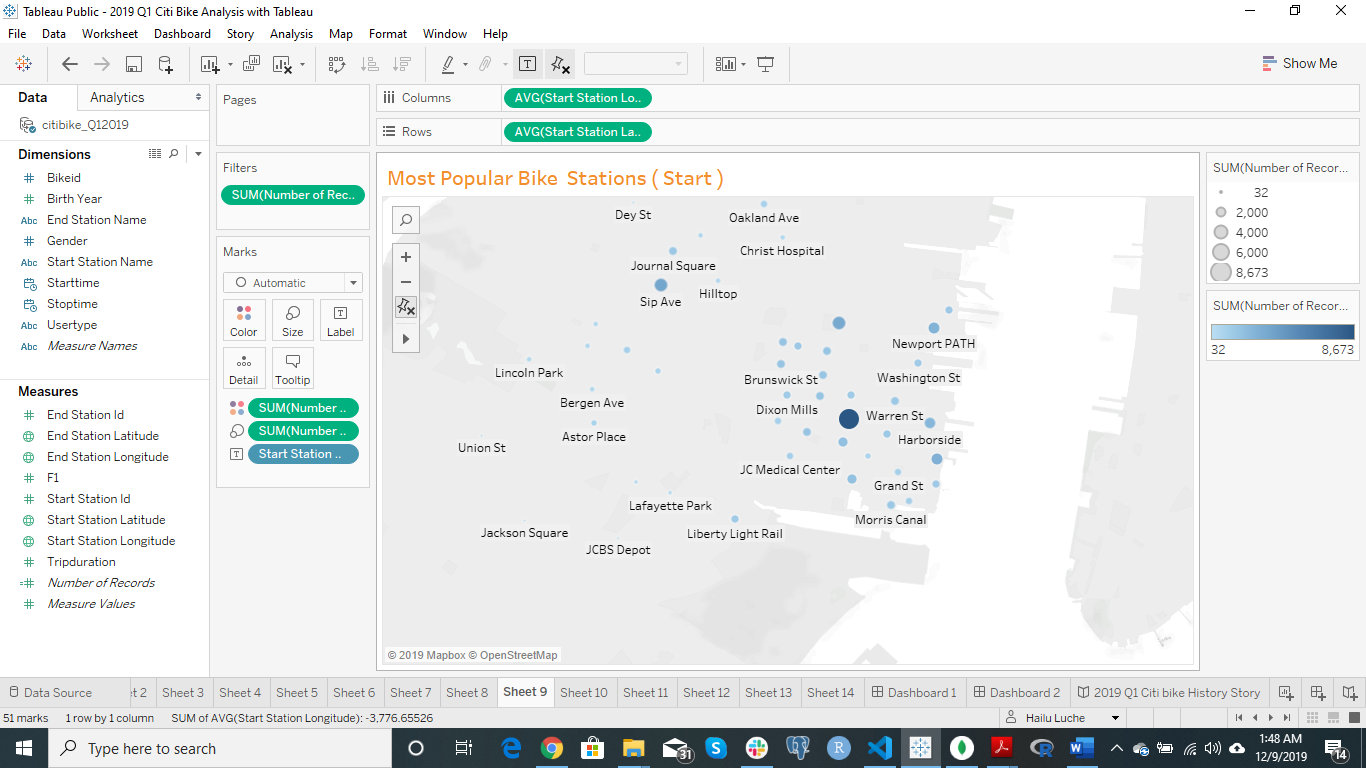 Tableau Public - 2019 Q1 Citi Bike Analysis with Tableau
File Data Worksheet Dashboard Story Analysis Map Format Window Help
Show Me
Data Analytics
citibike_Q12019
Dimensions
Bikeid
Birth Year
Abc End Station Name
Gender
Abc Start Station Name
Starttime
Stoptime
Abc Usertype
Abc Measure Names
Measures
End Station Id
End Station Latitude
End Station Longitude
F1
Start Station Id
Start Station Latitude
Start Station Longitude
Tripduration
Number of Records
Measure Values
Pages
Filters
SUM(Number of Rec..
Marks
Automatic
Color Size Label
Detail Tooltip
SUM(Number ..
SUM(Number ..
Start Station ..
Columns AVG(Start Station Lo..
Rows AVG(Start Station La..
Most Popular Bike Stations ( Start )
Dey St
Oakland Ave
Christ Hospital
Journal Square
Hilltop
Sip Ave
Newport PATH
Lincoln Park
Brunswick St
Washington St
Bergen Ave
Dixon Mills
Warren St
Astor Place
Harborside
Union St
JC Medical Center
Grand St
Lafayette Park
Morris Canal
Jackson Square
Liberty Light Rail
JCBS Depot
© 2019 Mapbox © OpenStreetMap
SUM(Number of Recor...
32
2,000
4,000
6,000
8,673
SUM(Number of Recor...
32 8,673
Data Source et 2 Sheet 3 Sheet 4 Sheet 5 Sheet 6 Sheet 7 Sheet 8 Sheet 9 Sheet 10 Sheet 11 Sheet 12 Sheet 13 Sheet 14 Dashboard 1 Dashboard 2 2019 Q1 Citi bike History Story
51 marks 1 row by 1 column SUM of AVG(Start Station Longitude): -3,776.65526 Hailu Luche
Type here to search
31
1:48 AM
12/9/2019
14